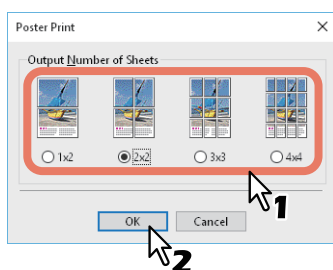 Poster Print
Output Number of Sheets
1x2 2x2 3x3 4x4
1
OK Cancel
2